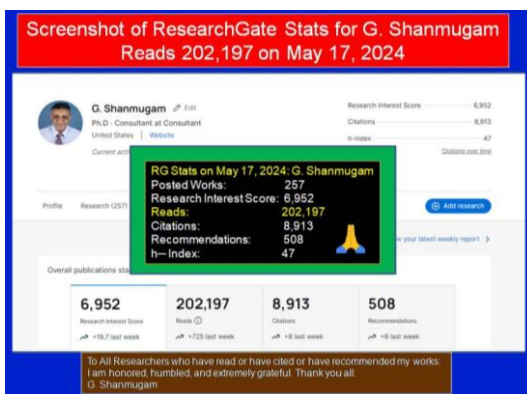 Screenshot of ResearchGate Stats for G. Shanmugam
Reads 202,197 on May 17, 2024
G. Shanmugam Edit
Ph.D - Consultant at Consultant
United States | Website
Current acti
Research Interest Score 6,952
Citations 8,913
h-index 47
Citations over time
RG Stats on May 17, 2024: G. Shanmugam
Posted Works: 257
Research Interest Score: 6,952
Reads: 202,197
Citations: 8,913
Recommendations: 508
h–Index: 47
Profile Research (257)
Add research
w your latest weekly report
Overall publications sta
6,952 202,197 8,913 508
Research Interest Score Reads Citations Recommendations
+19.7 last week +725 last week +8 last week +6 last week
To All Researchers who have read or have cited or have recommended my works:
I am honored, humbled, and extremely grateful. Thank you all.
G. Shanmugam